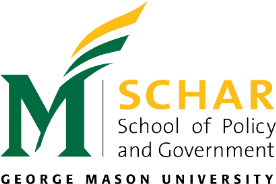 M
SCHAR
School of Policy
and Government
GEORGE MASON UNIVERSITY